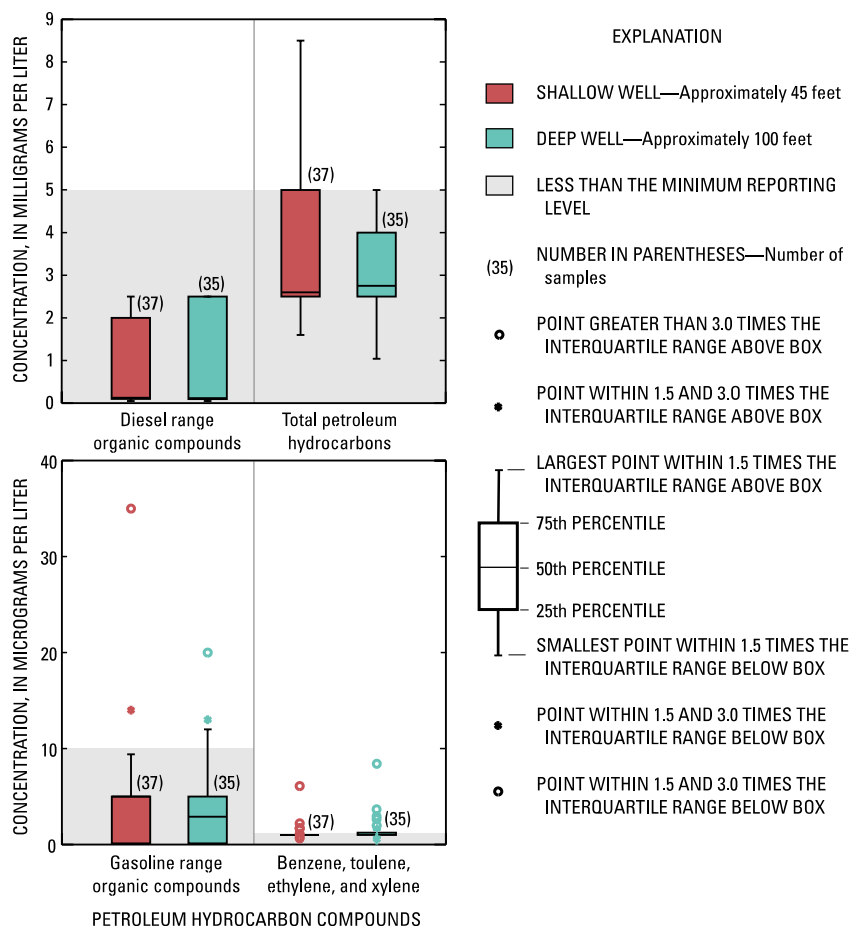 CONCENTRATION, IN MILLIGRAMS PER LITER
9
8
7
6
5
4
3
2
1
0
(37)
(35)
(37)
(35)
Diesel range
organic compounds
Total petroleum
hydrocarbons
CONCENTRATION, IN MICROGRAMS PER LITER
40
30
20
10
0
(37)
(35)
(37)
(35)
Gasoline range
organic compounds
Benzene, toulene,
ethylene, and xylene
PETROLEUM HYDROCARBON COMPOUNDS
EXPLANATION
SHALLOW WELL—Approximately 45 feet
DEEP WELL—Approximately 100 feet
LESS THAN THE MINIMUM REPORTING
LEVEL
(35) NUMBER IN PARENTHESES—Number of
samples
POINT GREATER THAN 3.0 TIMES THE
INTERQUARTILE RANGE ABOVE BOX
POINT WITHIN 1.5 AND 3.0 TIMES THE
INTERQUARTILE RANGE ABOVE BOX
LARGEST POINT WITHIN 1.5 TIMES THE
INTERQUARTILE RANGE ABOVE BOX
75th PERCENTILE
50th PERCENTILE
25th PERCENTILE
SMALLEST POINT WITHIN 1.5 TIMES THE
INTERQUARTILE RANGE BELOW BOX
POINT WITHIN 1.5 AND 3.0 TIMES THE
INTERQUARTILE RANGE BELOW BOX
POINT WITHIN 1.5 AND 3.0 TIMES THE
INTERQUARTILE RANGE BELOW BOX